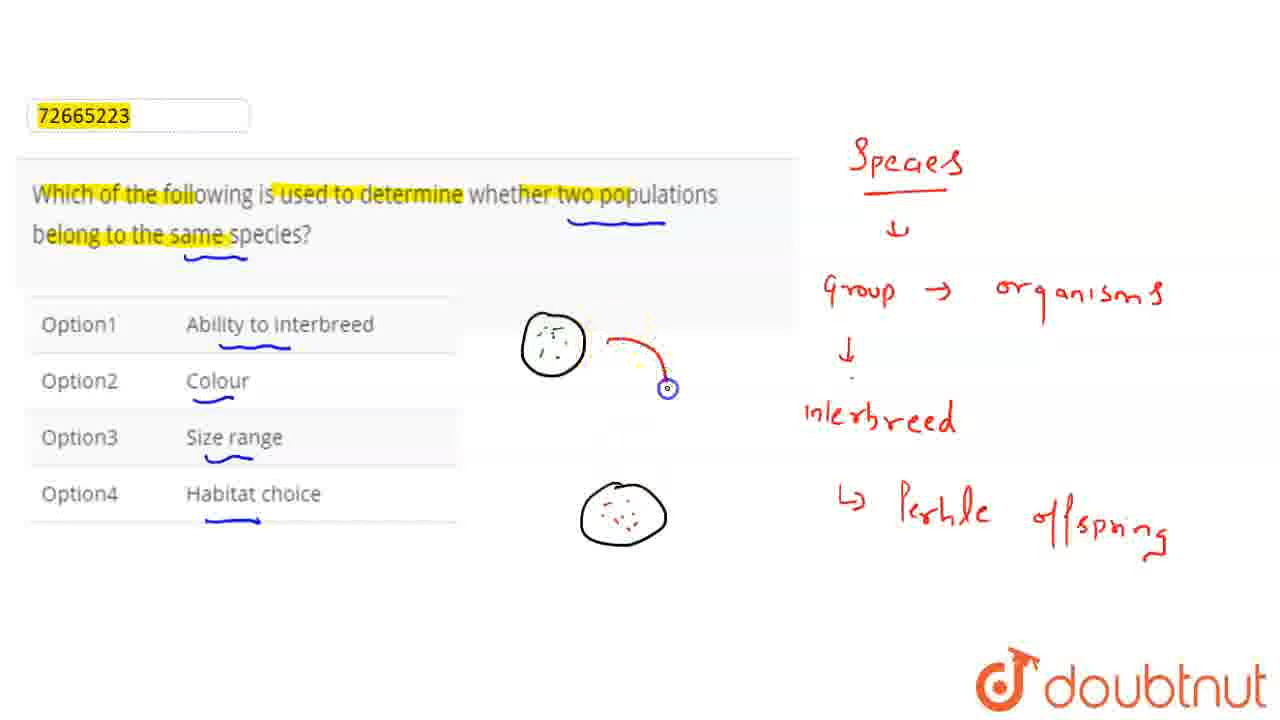 72665223
Which of the following is used to determine whether two populations
belong to the same species?
Option1 Ability to interbreed
Option2 Colour
Option3 Size range
Option4 Habitat choice
Species
↓
Group → organisms
↓
Interbreed
↳ Fertile offspring
doubtnut